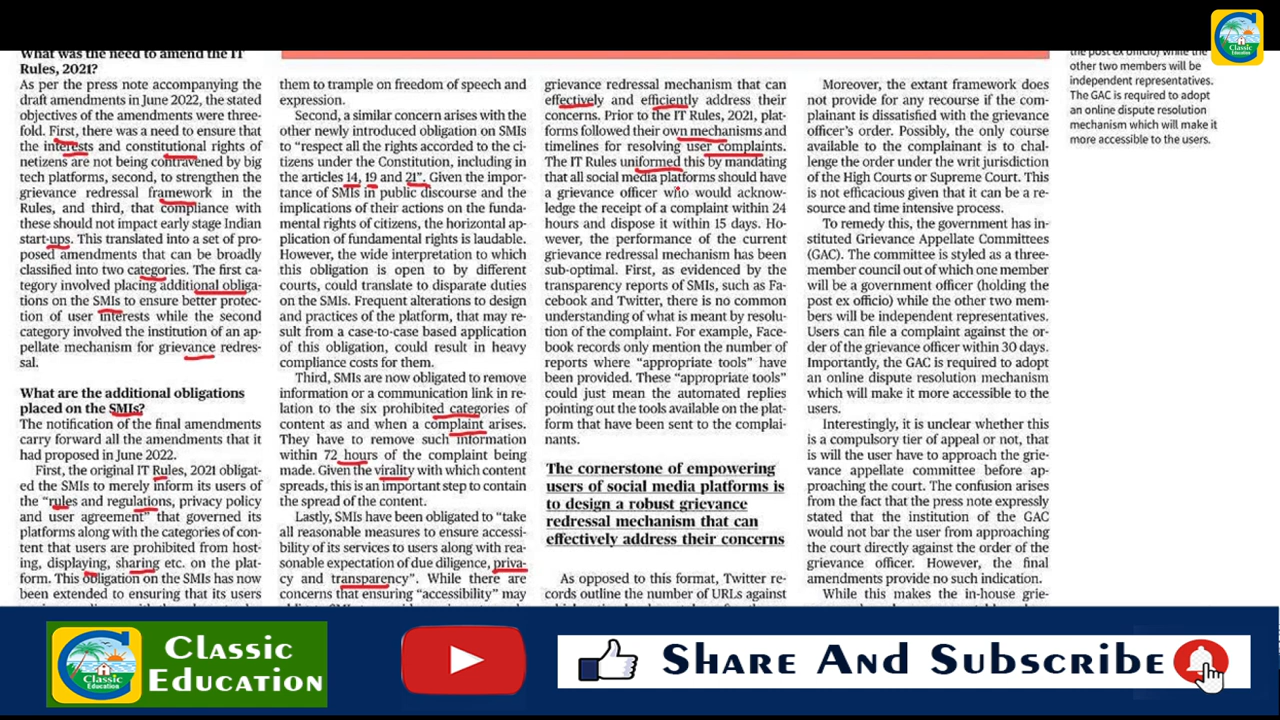 What was the need to amend the IT
Rules, 2021?
As per the press note accompanying the
draft amendments in June 2022, the stated
objectives of the amendments were three-
fold. First, there was a need to ensure that
the interests and constitutional rights of
netizens are not being contravened by big
tech platforms, second, to strengthen the
grievance redressal framework in the
Rules, and third, that compliance with
these should not impact early stage Indian
start-ups. This translated into a set of pro-
posed amendments that can be broadly
classified into two categories. The first ca-
tegory involved placing additional obliga-
tions on the SMIs to ensure better protec-
tion of user interests while the second
category involved the institution of an ap-
pellate mechanism for grievance redres-
sal.
What are the additional obligations
placed on the SMIs?
The notification of the final amendments
carry forward all the amendments that it
had proposed in June 2022.
First, the original IT Rules, 2021 obligat-
ed the SMIs to merely inform its users of
the “rules and regulations, privacy policy
and user agreement” that governed its
platforms along with the categories of con-
tent that users are prohibited from host-
ing, displaying, sharing etc. on the plat-
form. This obligation on the SMIs has now
been extended to ensuring that its users
them to trample on freedom of speech and
expression.
Second, a similar concern arises with the
other newly introduced obligation on SMIs
to “respect all the rights accorded to the ci-
tizens under the Constitution, including in
the articles 14, 19 and 21”. Given the impor-
tance of SMIs in public discourse and the
implications of their actions on the funda-
mental rights of citizens, the horizontal ap-
plication of fundamental rights is laudable.
However, the wide interpretation to which
this obligation is open to by different
courts, could translate to disparate duties
on the SMIs. Frequent alterations to design
and practices of the platform, that may re-
sult from a case-to-case based application
of this obligation, could result in heavy
compliance costs for them.
Third, SMIs are now obligated to remove
information or a communication link in re-
lation to the six prohibited categories of
content as and when a complaint arises.
They have to remove such information
within 72 hours of the complaint being
made. Given the virality with which content
spreads, this is an important step to contain
the spread of the content.
Lastly, SMIs have been obligated to “take
all reasonable measures to ensure accessi-
bility of its services to users along with rea-
sonable expectation of due diligence, priva-
cy and transparency”. While there are
concerns that ensuring “accessibility” may
grievance redressal mechanism that can
effectively and efficiently address their
concerns. Prior to the IT Rules, 2021, plat-
forms followed their own mechanisms and
timelines for resolving user complaints.
The IT Rules uniformed this by mandating
that all social media platforms should have
a grievance officer who would acknow-
ledge the receipt of a complaint within 24
hours and dispose it within 15 days. Ho-
wever, the performance of the current
grievance redressal mechanism has been
sub-optimal. First, as evidenced by the
transparency reports of SMIs, such as Fa-
cebook and Twitter, there is no common
understanding of what is meant by resolu-
tion of the complaint. For example, Face-
book records only mention the number of
reports where “appropriate tools” have
been provided. These “appropriate tools”
could just mean the automated replies
pointing out the tools available on the plat-
form that have been sent to the complai-
nants.
The cornerstone of empowering
users of social media platforms is
to design a robust grievance
redressal mechanism that can
effectively address their concerns
As opposed to this format, Twitter re-
cords outline the number of URLs against
Moreover, the extant framework does
not provide for any recourse if the com-
plainant is dissatisfied with the grievance
officer’s order. Possibly, the only course
available to the complainant is to chal-
lenge the order under the writ jurisdiction
of the High Courts or Supreme Court. This
is not efficacious given that it can be a re-
source and time intensive process.
To remedy this, the government has in-
stituted Grievance Appellate Committees
(GAC). The committee is styled as a three-
member council out of which one member
will be a government officer (holding the
post ex officio) while the other two mem-
bers will be independent representatives.
Users can file a complaint against the or-
der of the grievance officer within 30 days.
Importantly, the GAC is required to adopt
an online dispute resolution mechanism
which will make it more accessible to the
users.
Interestingly, it is unclear whether this
is a compulsory tier of appeal or not, that
is will the user have to approach the grie-
vance appellate committee before ap-
proaching the court. The confusion arises
from the fact that the press note expressly
stated that the institution of the GAC
would not bar the user from approaching
the court directly against the order of the
grievance officer. However, the final
amendments provide no such indication.
While this makes the in-house grie-
the post ex officio) while the
other two members will be
independent representatives.
The GAC is required to adopt
an online dispute resolution
mechanism which will make it
more accessible to the users.
Classic
Education
Classic
Education
Classic
Education
Share And Subscribe